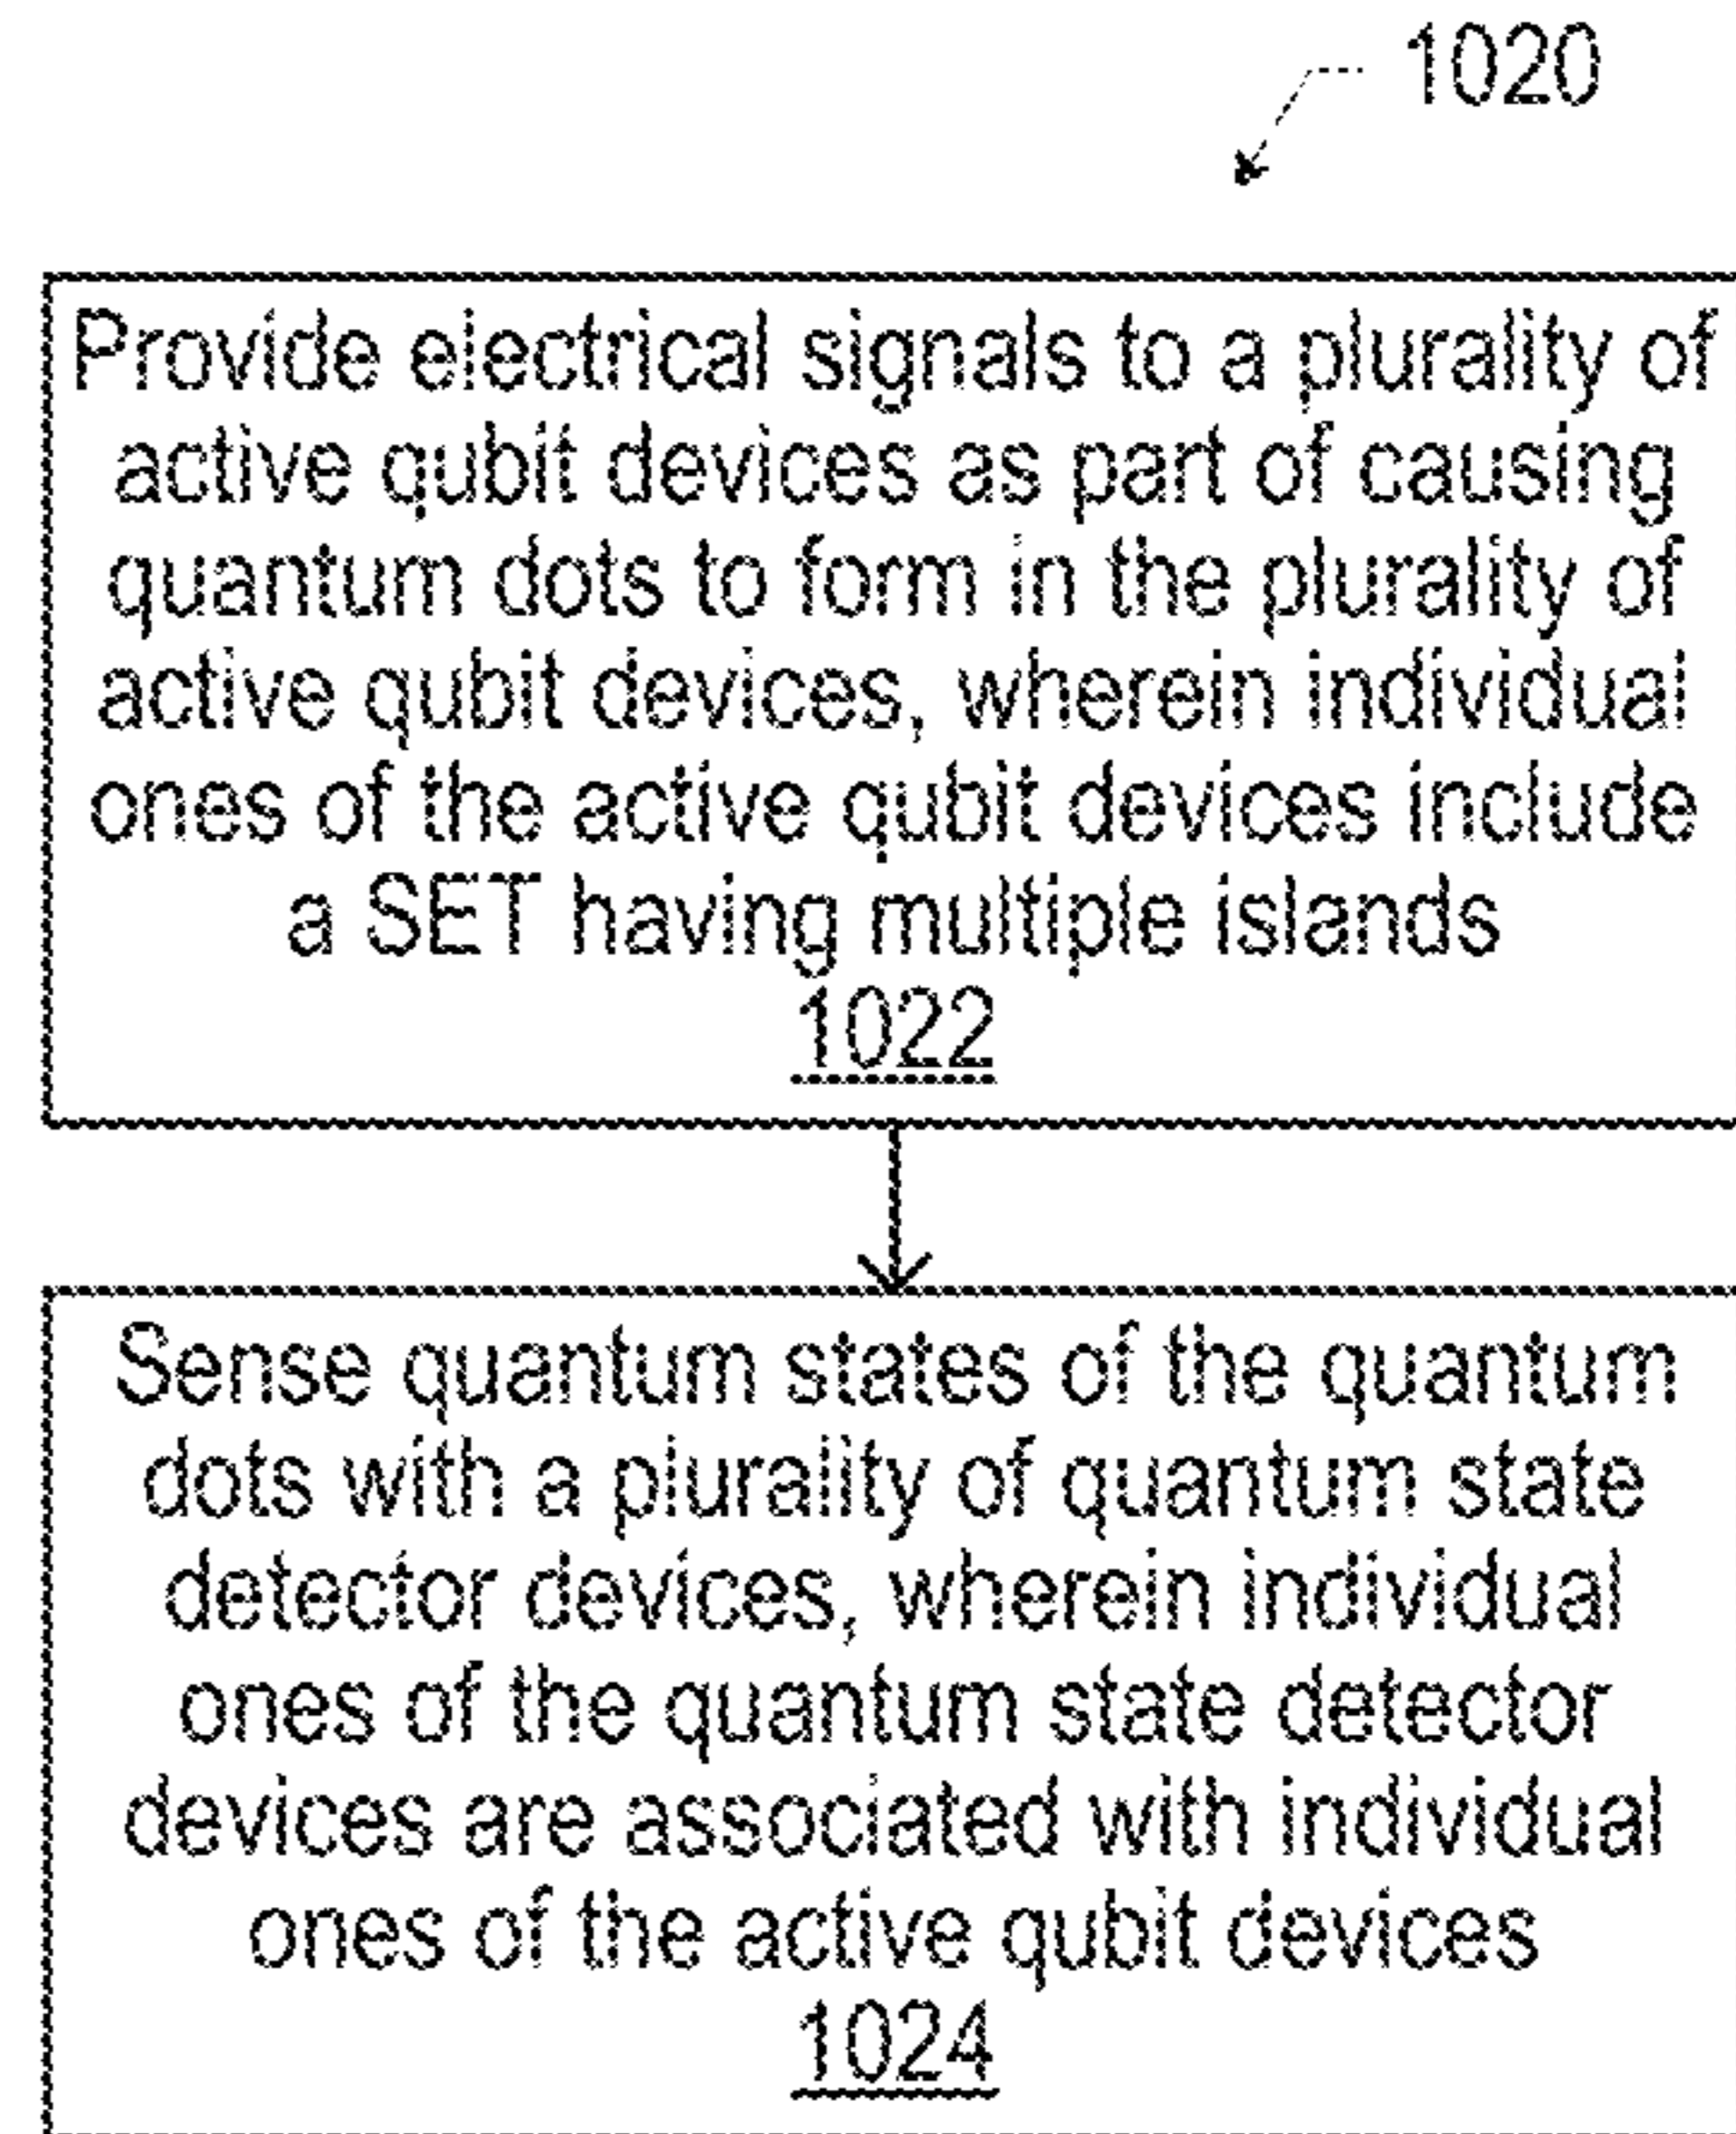 1020
Provide electrical signals to a plurality of
active qubit devices as part of causing
quantum dots to form in the plurality of
active qubit devices, wherein individual
ones of the active qubit devices include
a SET having multiple islands
1022
Sense quantum states of the quantum
dots with a plurality of quantum state
detector devices, wherein individual
ones of the quantum state detector
devices are associated with individual
ones of the active qubit devices
1024